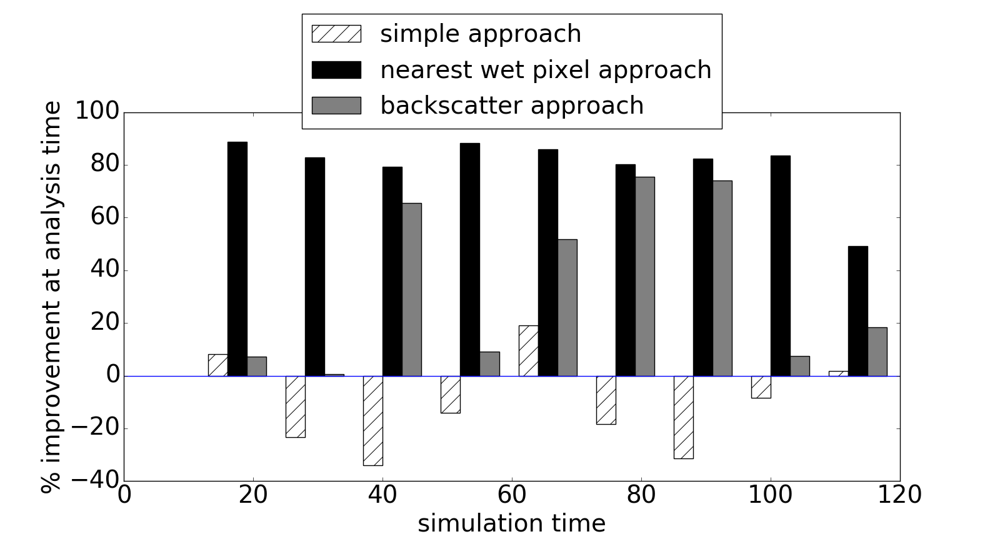 simple approach
nearest wet pixel approach
backscatter approach
% improvement at analysis time
100
80
60
40
20
0
−20
−40
0 20 40 60 80 100 120
simulation time